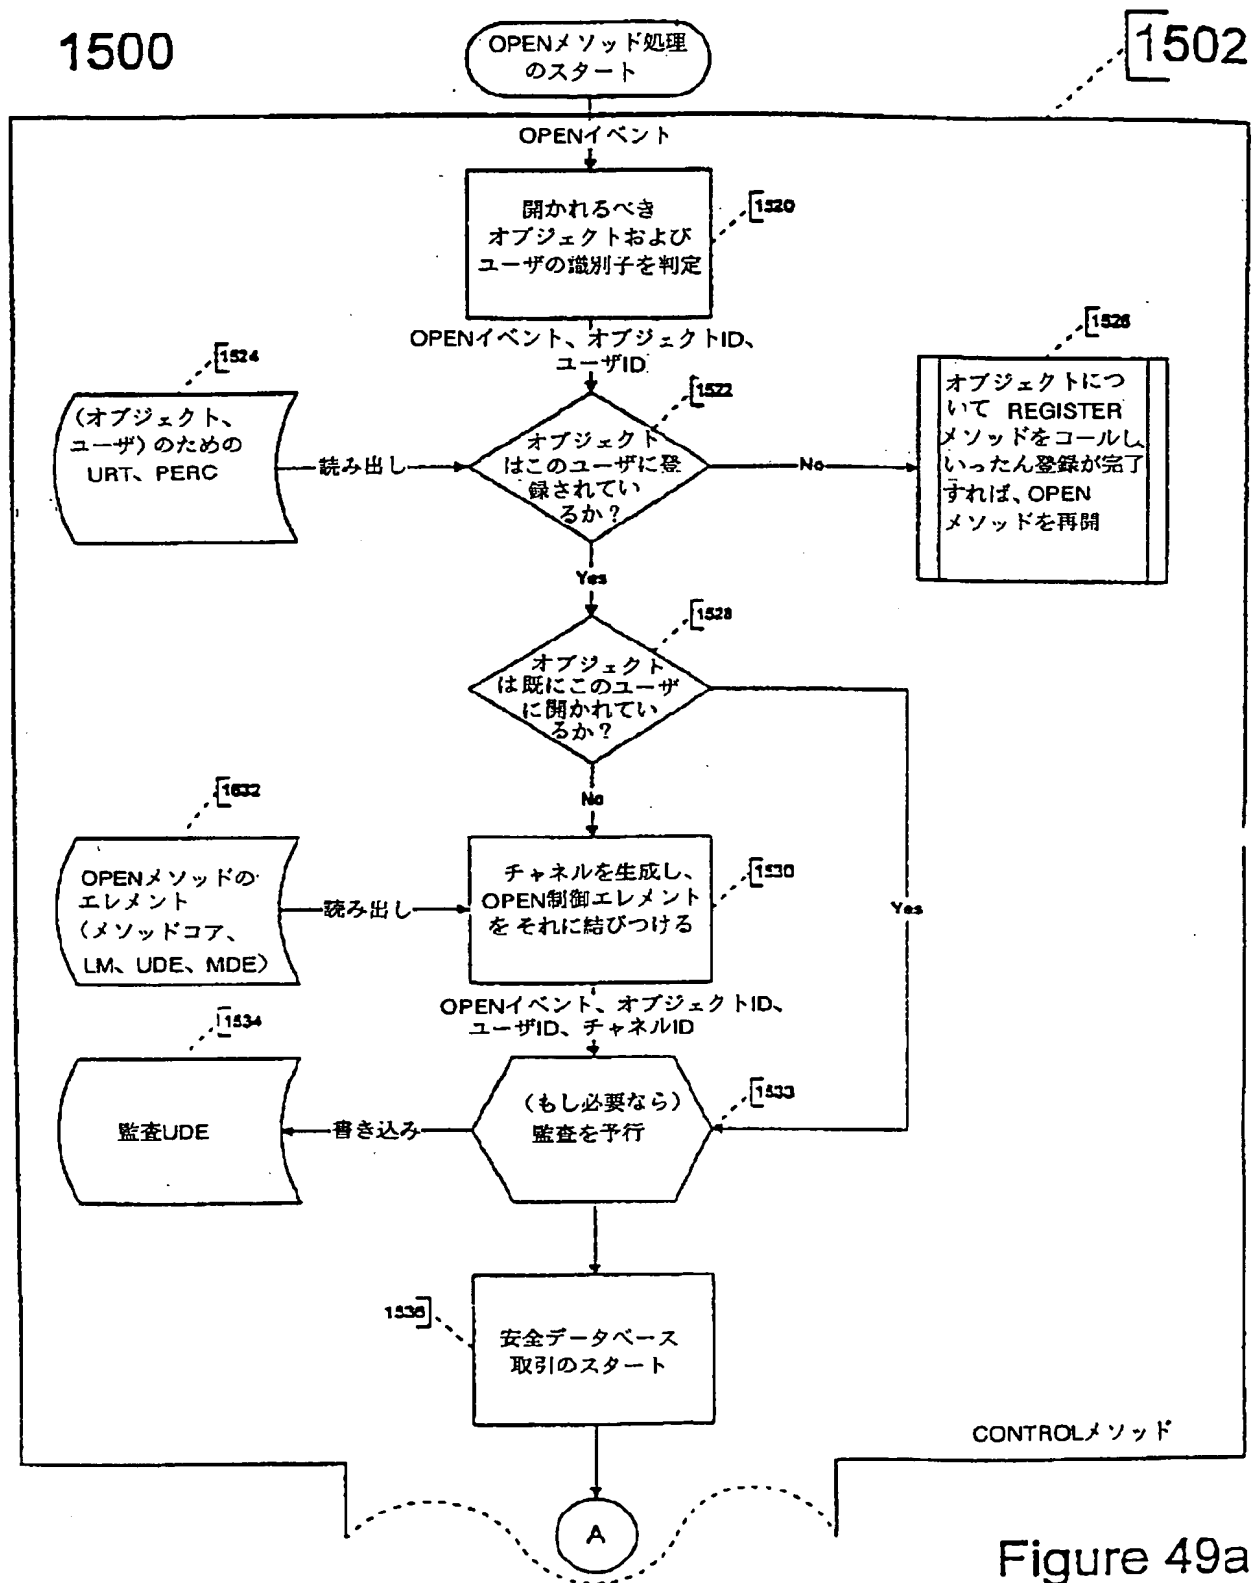 1500
OPENメソッド処理
のスタート
1502
OPENイベント
開かれるべき
オブジェクトおよび
ユーザの識別子を判定
1520
OPENイベント、オブジェクトID、
ユーザID
1524
(オブジェクト、
ユーザ)のための
URT、PERC
読み出し
1522
オブジェクト
はこのユーザに登
録されてい
るか?
No
1526
オブジェクトにつ
いて REGISTER
メソッドをコールし、
いったん登録が完了
すれば、OPEN
メソッドを再開
Yes
1528
オブジェクト
は既にこのユーザ
に開かれてい
るか?
No
Yes
1532
OPENメソッドの
エレメント
(メソッドコア、
LM、UDE、MDE)
読み出し
チャネルを生成し、
OPEN制御エレメント
を それに結びつける
1530
OPENイベント、オブジェクトID、
ユーザID、チャネルID
1534
監査UDE
書き込み
(もし必要なら)
監査を予行
1533
1536
安全データベース
取引のスタート
CONTROLメソッド
A
Figure 49a